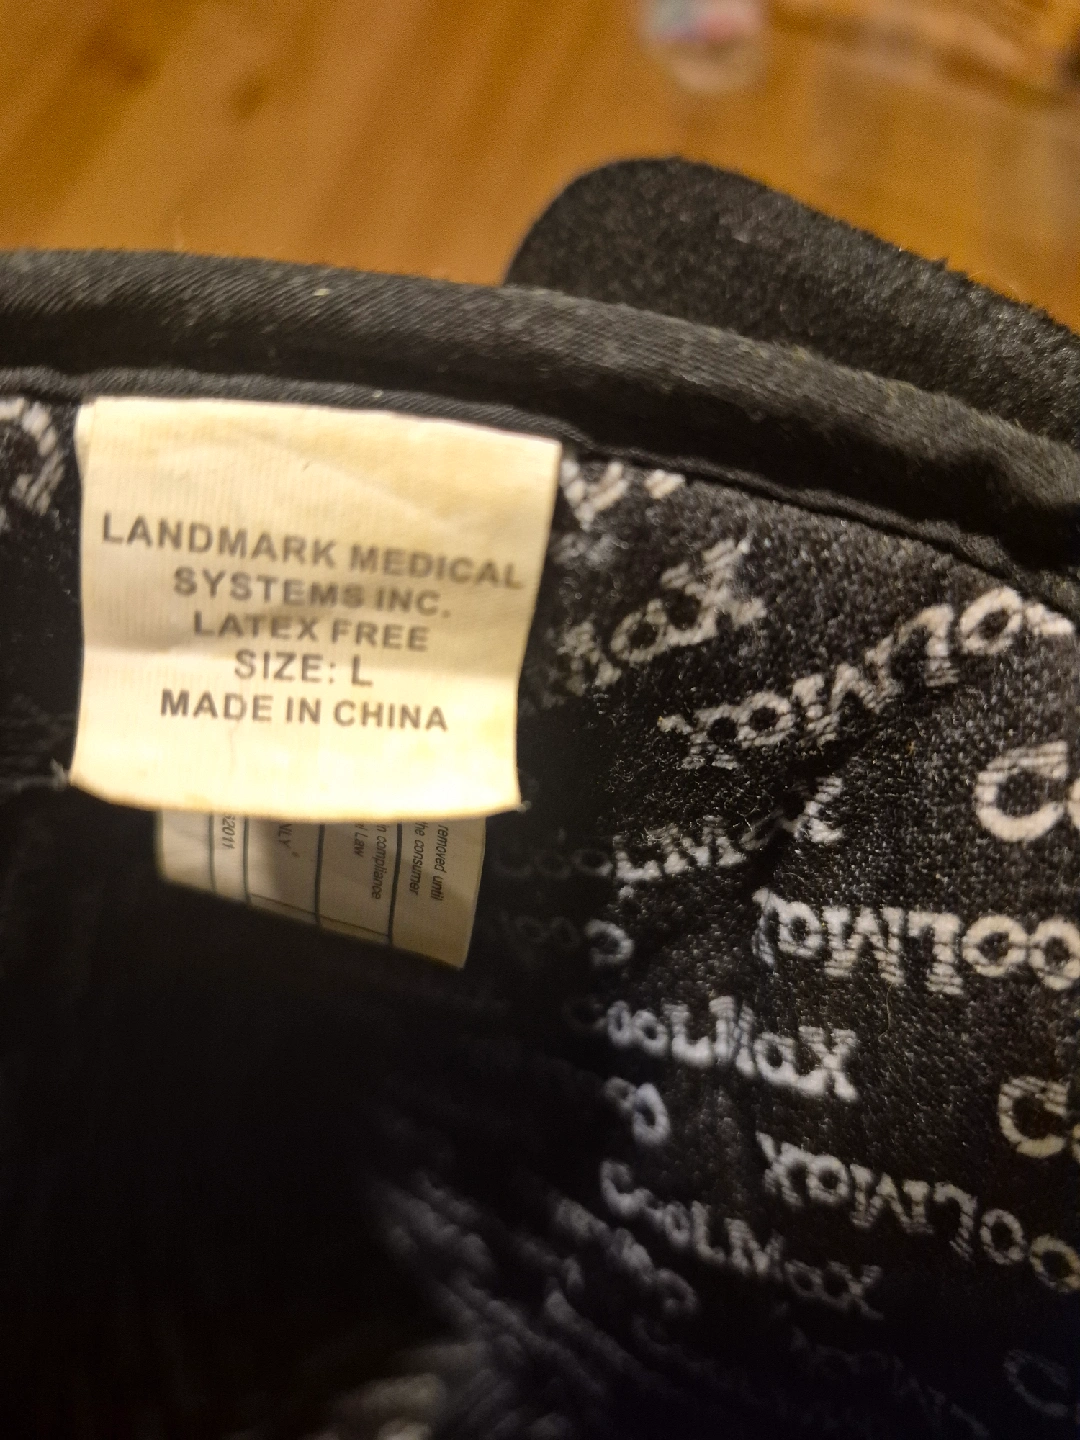 LANDMARK MEDICAL
SYSTEMS INC.
LATEX FREE
SIZE: L
MADE IN CHINA
removed until
the consumer
compliance
Law
COOLMAX
COOLMAX
COOLMAX
COOLMAX
COOLMAX
COOLMAX